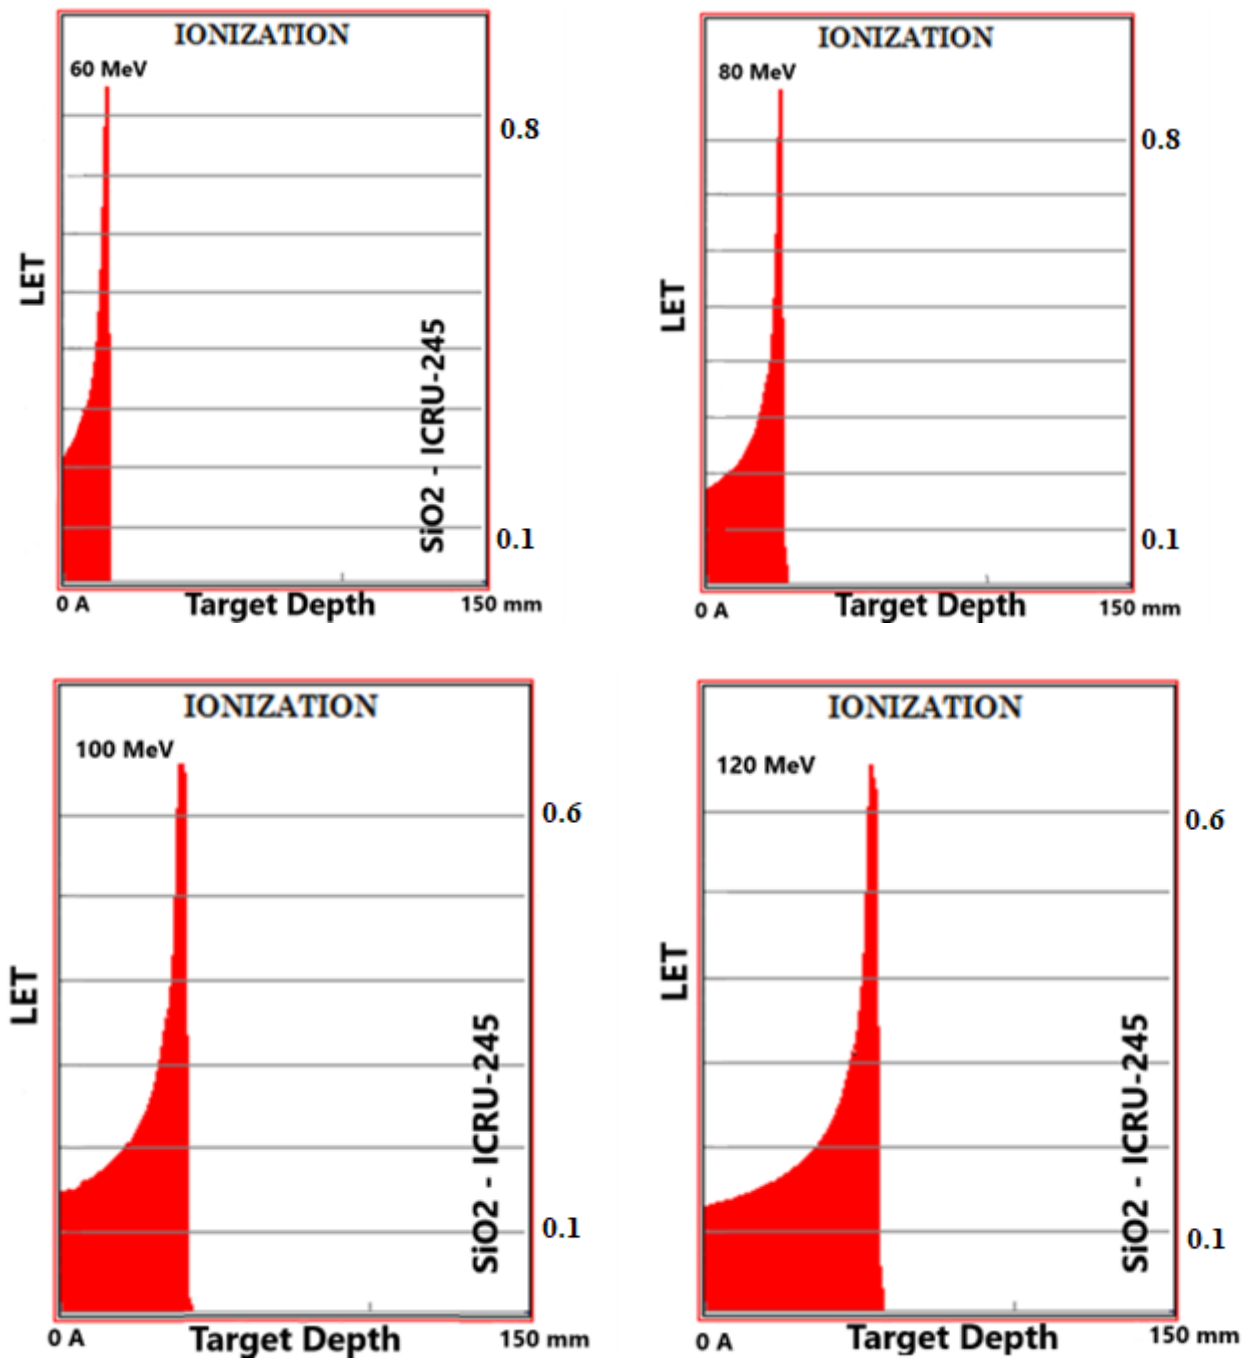 IONIZATION
60 MeV
0.8
LET
SiO2 - ICRU-245
0.1
0 A
Target Depth
150 mm
IONIZATION
80 MeV
0.8
LET
0.1
0 A
Target Depth
150 mm
IONIZATION
100 MeV
0.6
LET
SiO2 - ICRU-245
0.1
0 A
Target Depth
150 mm
IONIZATION
120 MeV
0.6
LET
SiO2 - ICRU-245
0.1
0 A
Target Depth
150 mm